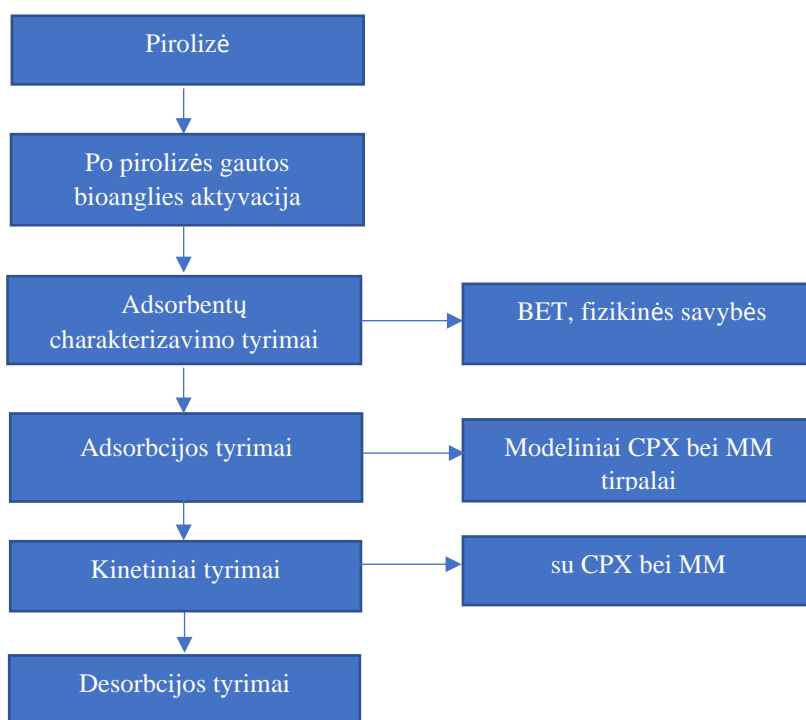 Pirolizė
Po pirolizės gautos
bioanglies aktyvacija
Adsorbentų
charakterizavimo tyrimai
BET, fizikinės savybės
Adsorbcijos tyrimai
Modeliniai CPX bei MM
tirpalai
Kinetiniai tyrimai
su CPX bei MM
Desorbcijos tyrimai